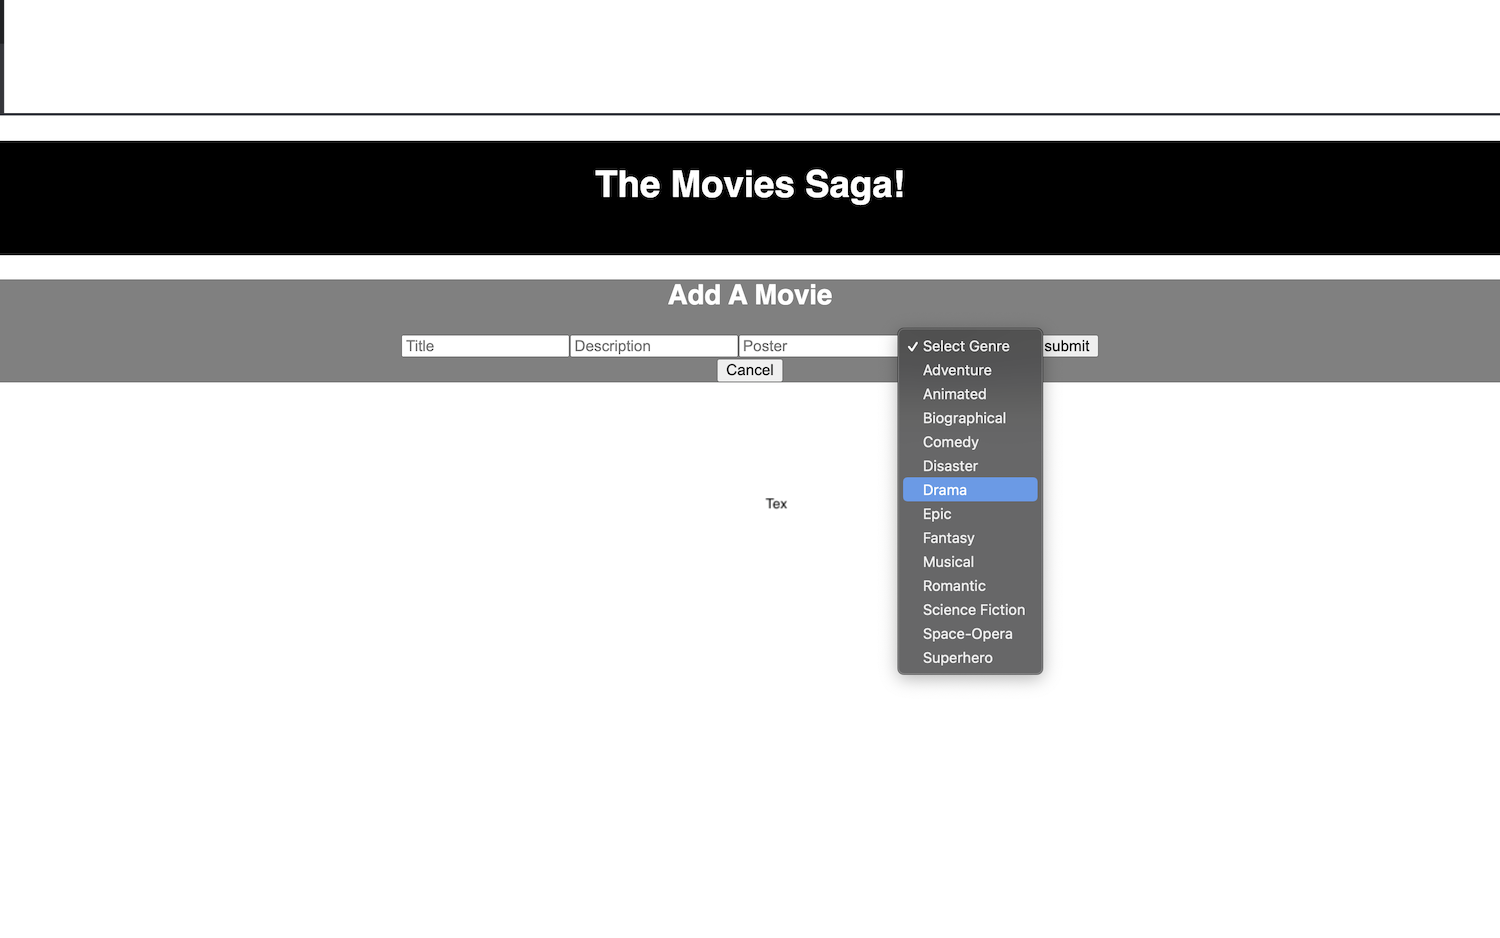 The Movies Saga!
Add A Movie
Title Description Poster ✓ Select Genre submit
Cancel
Adventure
Animated
Biographical
Comedy
Disaster
Drama
Tex
Epic
Fantasy
Musical
Romantic
Science Fiction
Space-Opera
Superhero